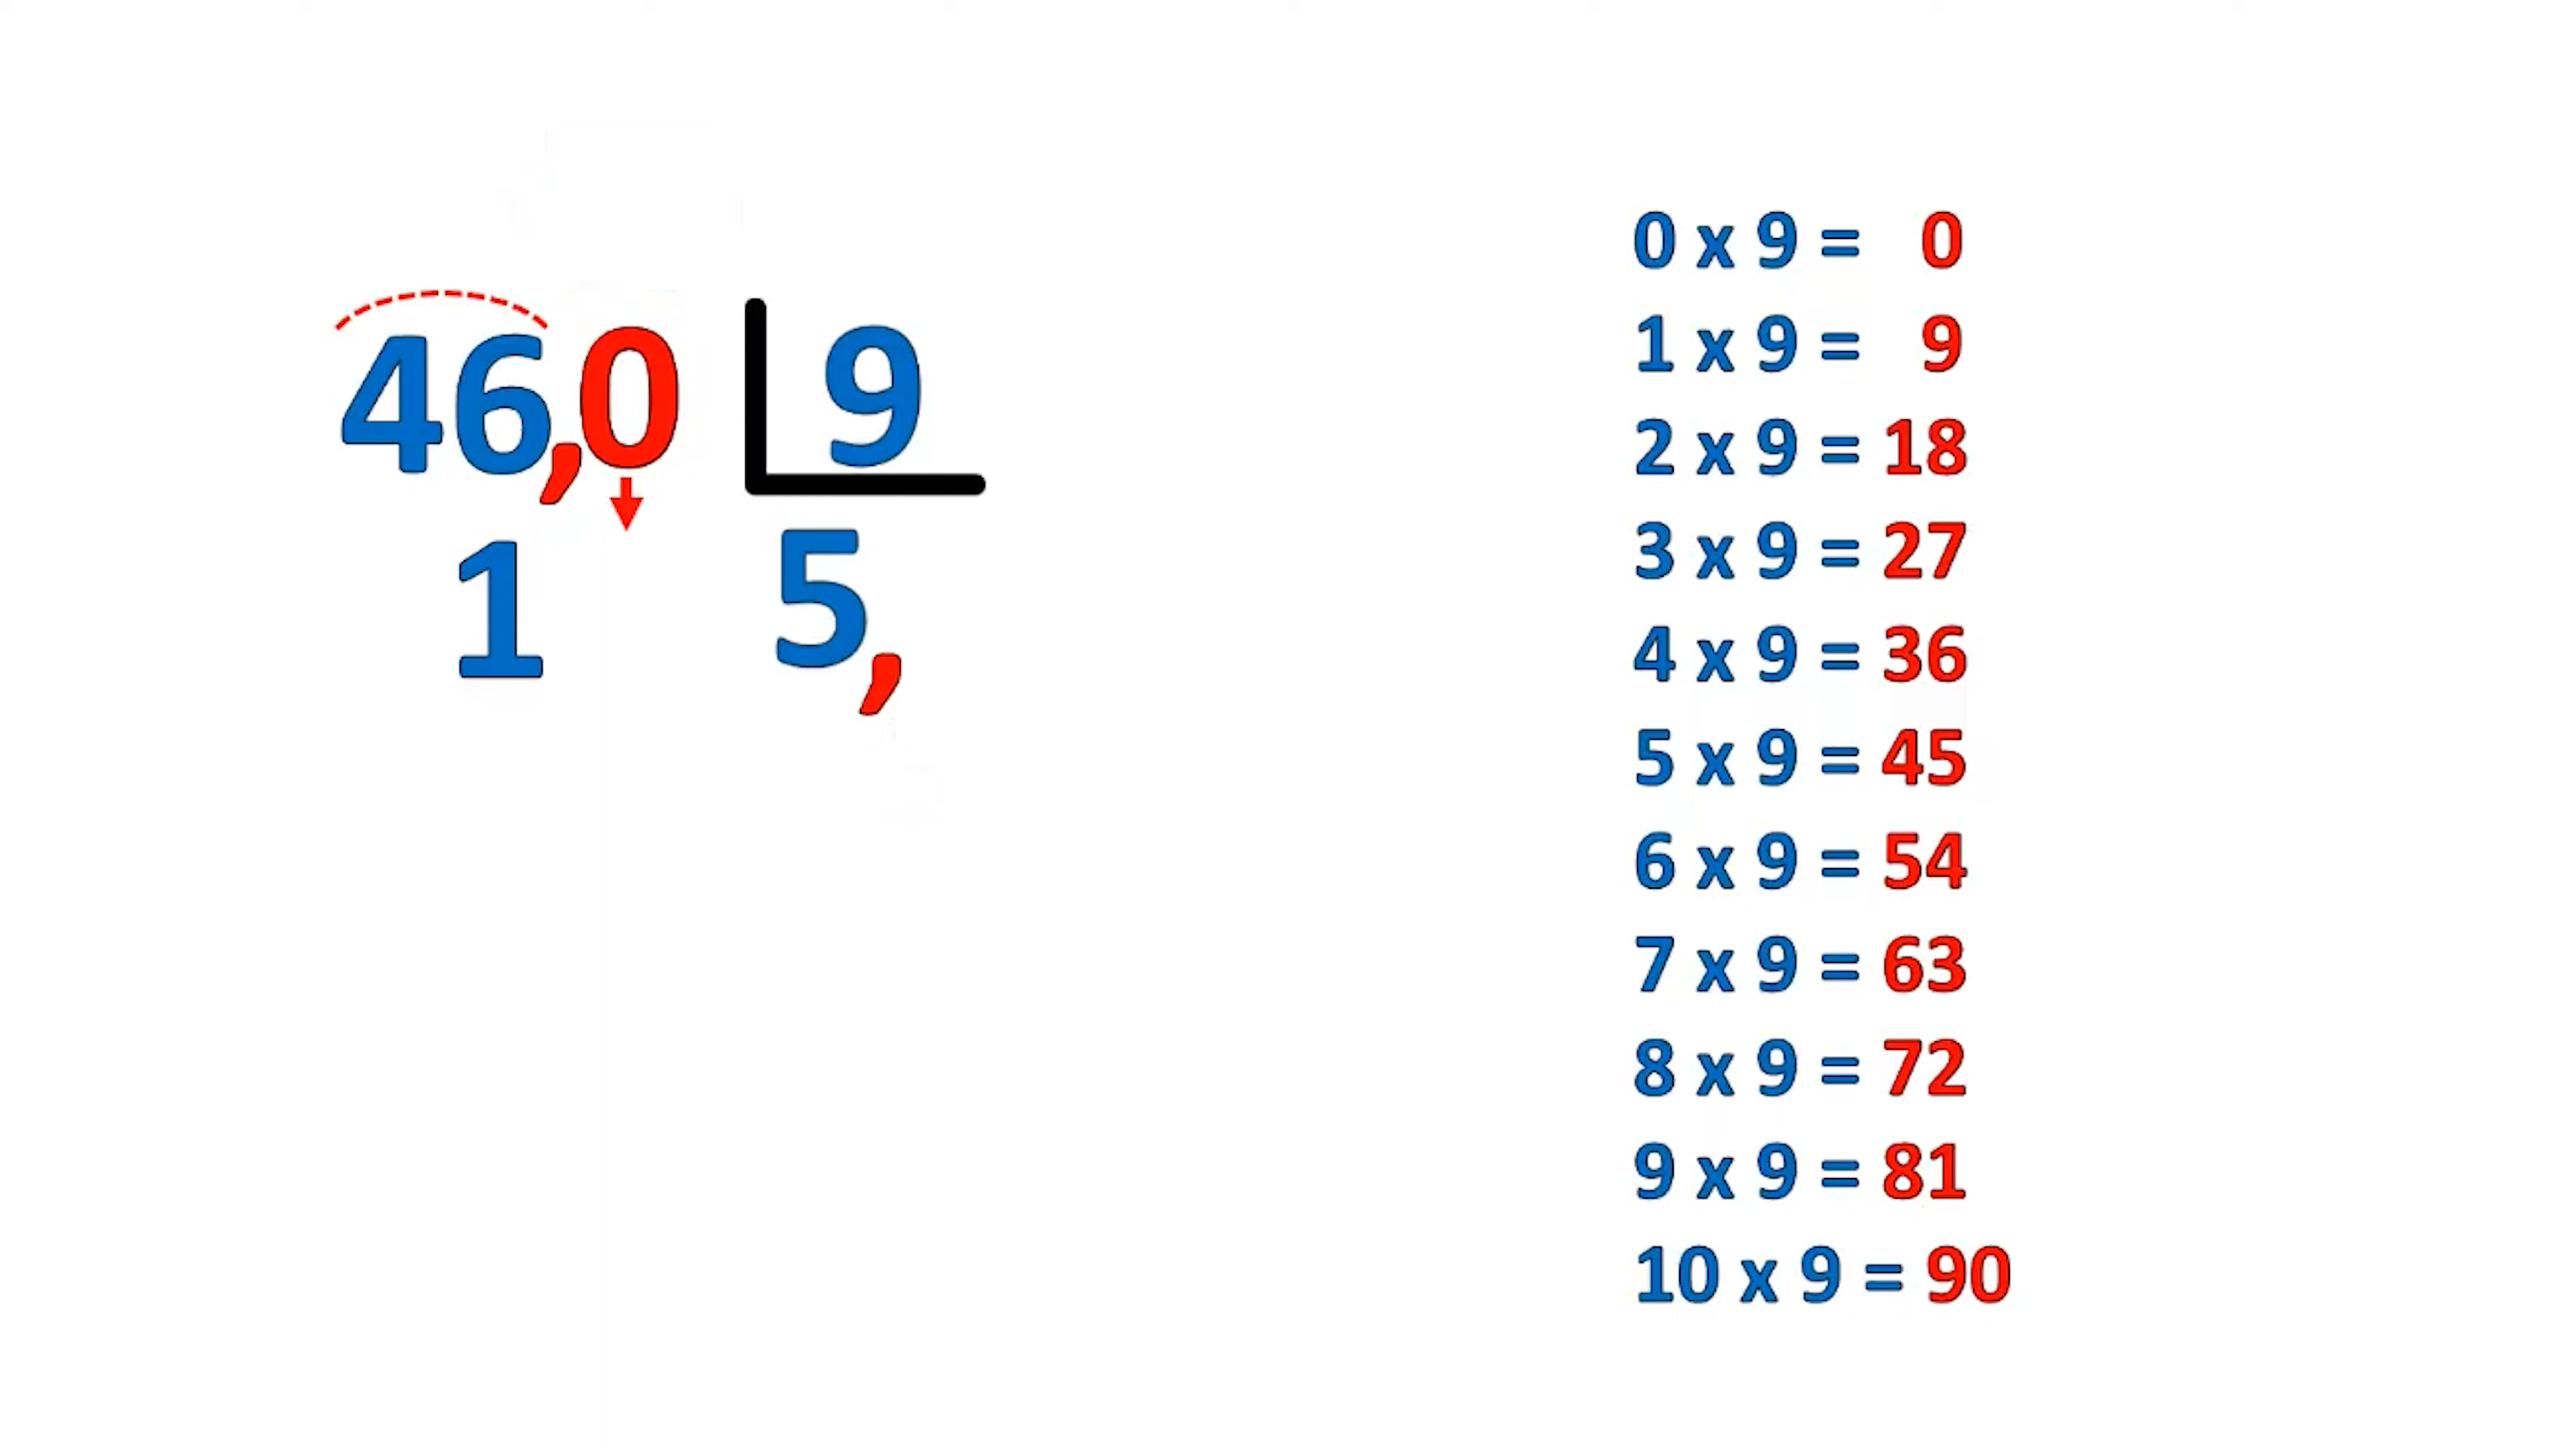 46,0 9
1 5,
0 x 9 = 0
1 x 9 = 9
2 x 9 = 18
3 x 9 = 27
4 x 9 = 36
5 x 9 = 45
6 x 9 = 54
7 x 9 = 63
8 x 9 = 72
9 x 9 = 81
10 x 9 = 90